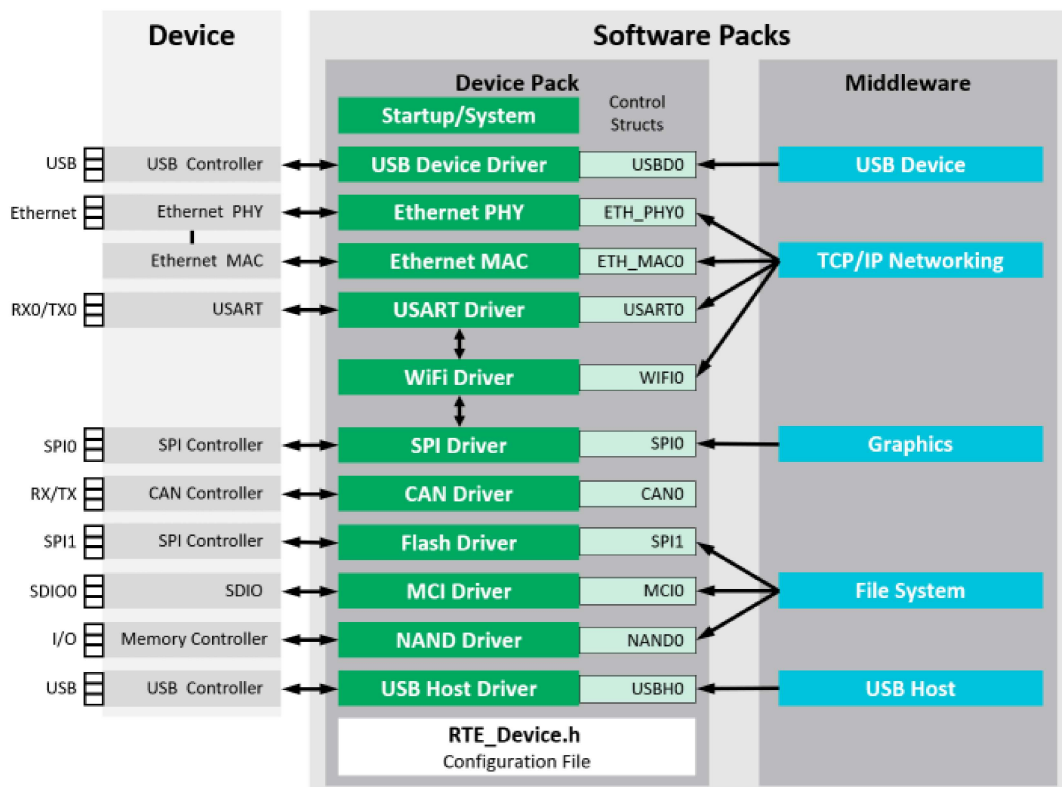 Device
Software Packs
Device Pack
Middleware
Startup/System
Control
Structs
USB
USB Controller
USB Device Driver
USBD0
USB Device
Ethernet
Ethernet PHY
Ethernet PHY
ETH_PHY0
Ethernet MAC
Ethernet MAC
ETH_MAC0
TCP/IP Networking
RX0/TX0
USART
USART Driver
USART0
WiFi Driver
WIFI0
SPI0
SPI Controller
SPI Driver
SPI0
Graphics
RX/TX
CAN Controller
CAN Driver
CAN0
SPI1
SPI Controller
Flash Driver
SPI1
SDIO0
SDIO
MCI Driver
MCI0
File System
I/O
Memory Controller
NAND Driver
NAND0
USB
USB Controller
USB Host Driver
USBH0
USB Host
RTE_Device.h
Configuration File